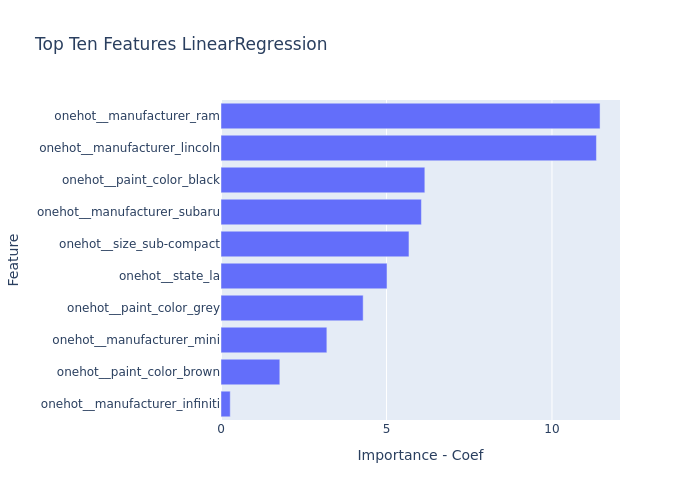 Top Ten Features LinearRegression
onehot__manufacturer_ram
onehot__manufacturer_lincoln
onehot__paint_color_black
onehot__manufacturer_subaru
onehot__size_sub-compact
onehot__state_la
onehot__paint_color_grey
onehot__manufacturer_mini
onehot__paint_color_brown
onehot__manufacturer_infiniti
Feature
0 5 10
Importance - Coef